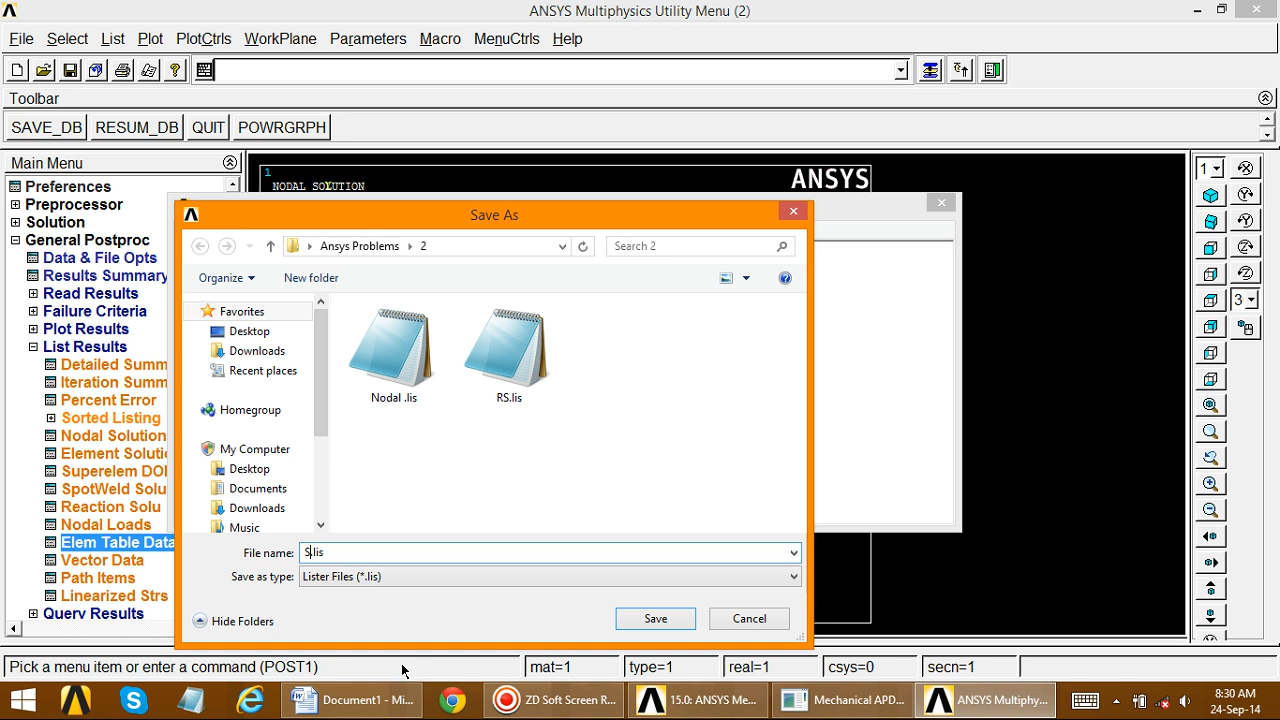 ANSYS Multiphysics Utility Menu (2)
File Select List Plot PlotCtrls WorkPlane Parameters Macro MenuCtrls Help
Toolbar
SAVE_DB RESUM_DB QUIT POWRGRPH
Main Menu
Preferences
Preprocessor
Solution
General Postproc
Data & File Opts
Results Summary
Read Results
Failure Criteria
Plot Results
List Results
Detailed Summ
Iteration Summ
Percent Error
Sorted Listing
Nodal Solution
Element Soluti
Superelem DO
SpotWeld Solu
Reaction Solu
Nodal Loads
Elem Table Data
Vector Data
Path Items
Linearized Strs
Query Results
1
NODAL SOLUTION
ANSYS
Save As
Ansys Problems
2
Search 2
Organize
New folder
Favorites
Desktop
Downloads
Recent places
Homegroup
My Computer
Desktop
Documents
Downloads
Music
Nodal .lis
RS.lis
File name:
S.lis
Save as type:
Lister Files (*.lis)
Hide Folders
Save
Cancel
1
3
Pick a menu item or enter a command (POST1)
mat=1
type=1
real=1
csys=0
secn=1
Document1 - Mi...
ZD Soft Screen R...
15.0: ANSYS Me...
Mechanical APD...
ANSYS Multiphy...
8:30 AM
24-Sep-14